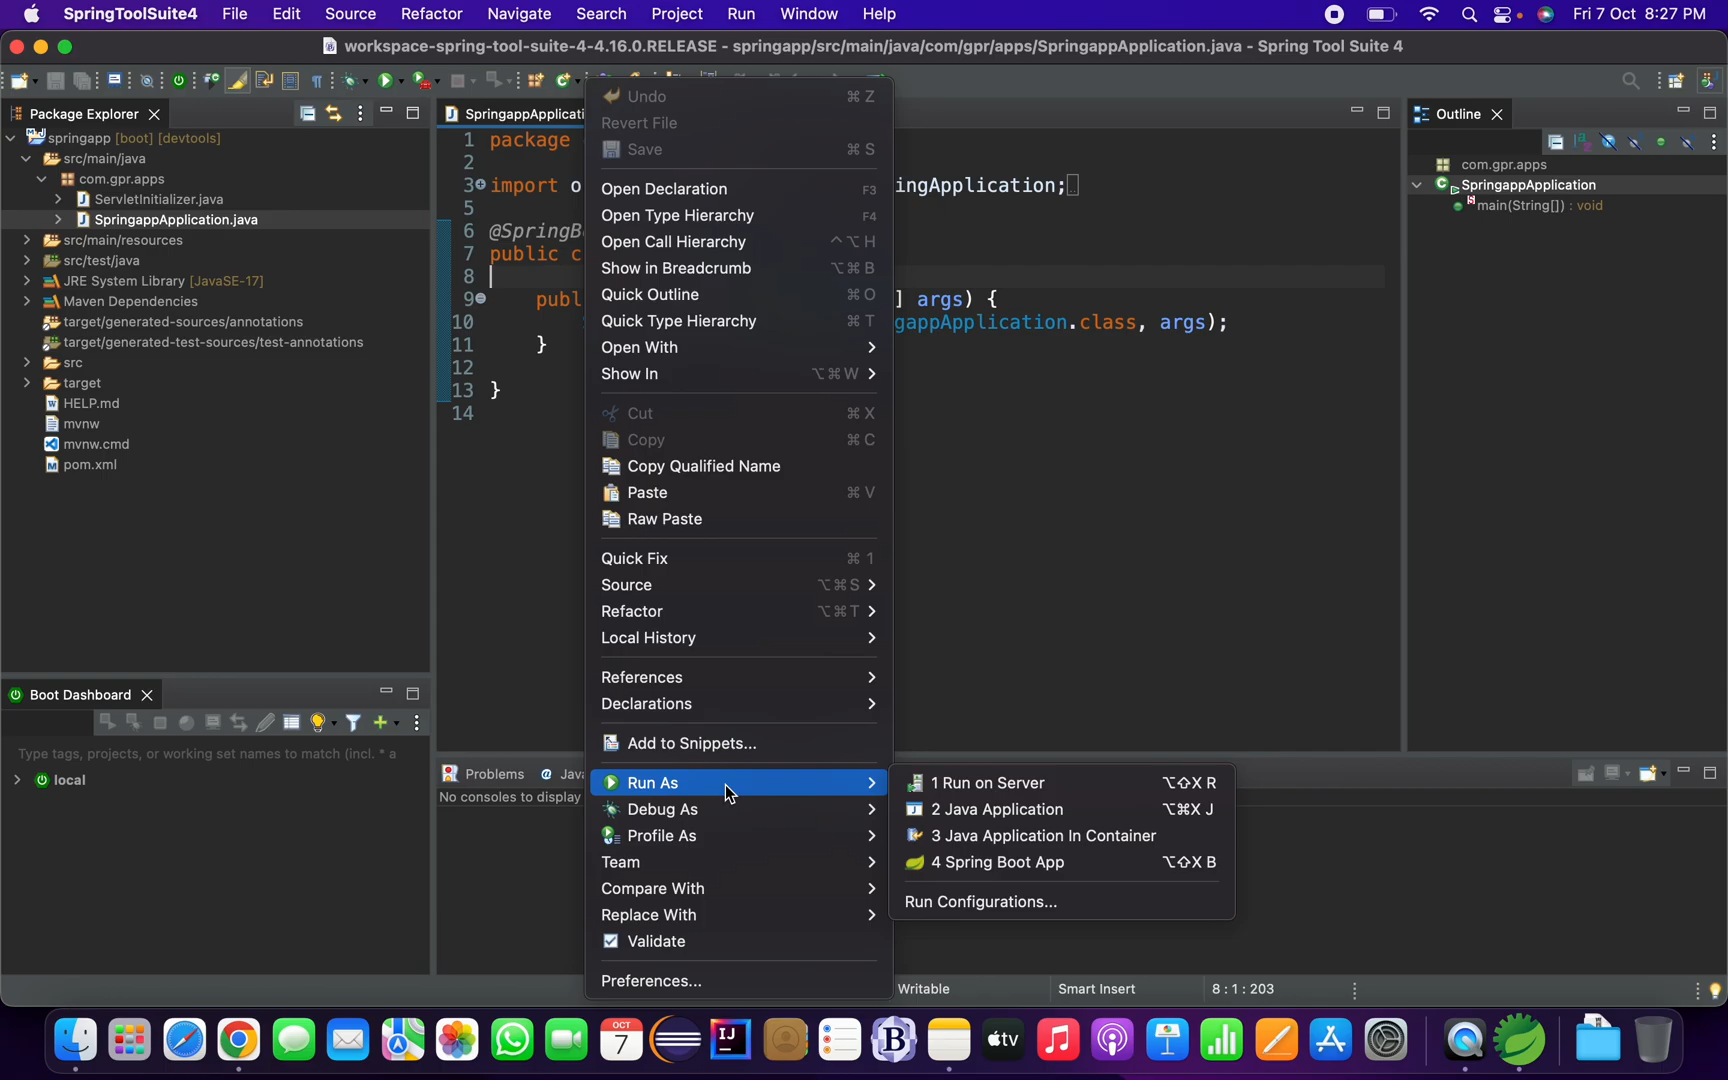 SpringToolSuite4 File Edit Source Refactor Navigate Search Project Run Window Help Fri 7 Oct 8:27 PM
workspace-spring-tool-suite-4-4.16.0.RELEASE - springapp/src/main/java/com/gpr/apps/SpringappApplication.java - Spring Tool Suite 4
Package Explorer
springapp [boot] [devtools]
src/main/java
com.gpr.apps
ServletInitializer.java
SpringappApplication.java
src/main/resources
src/test/java
JRE System Library [JavaSE-17]
Maven Dependencies
target/generated-sources/annotations
target/generated-test-sources/test-annotations
src
target
HELP.md
mvnw
mvnw.cmd
pom.xml
Boot Dashboard
Type tags, projects, or working set names to match (incl. * a
local
SpringappApplicati
1 package
2
3 import o ingApplication;
5
6 @SpringB
7 public c
8
9 publ ] args) {
10 gappApplication.class, args);
11 }
12
13 }
14
Undo ⌘ Z
Revert File
Save ⌘ S
Open Declaration F3
Open Type Hierarchy F4
Open Call Hierarchy ^⌥H
Show in Breadcrumb ⌥⌘B
Quick Outline ⌘O
Quick Type Hierarchy ⌘T
Open With
Show In ⌥⌘W
Cut ⌘X
Copy ⌘C
Copy Qualified Name
Paste ⌘V
Raw Paste
Quick Fix ⌘1
Source ⌥⌘S
Refactor ⌥⌘T
Local History
References
Declarations
Add to Snippets...
Run As
Debug As
Profile As
Team
Compare With
Replace With
Validate
Preferences...
1 Run on Server ⌥⇧X R
2 Java Application ⌥⌘X J
3 Java Application In Container
4 Spring Boot App ⌥⇧X B
Run Configurations...
Outline
com.gpr.apps
SpringappApplication
main(String[]) : void
Problems @ Jav
No consoles to display
Writable Smart Insert 8 : 1 : 203
OCT
7
IJ
B
tv